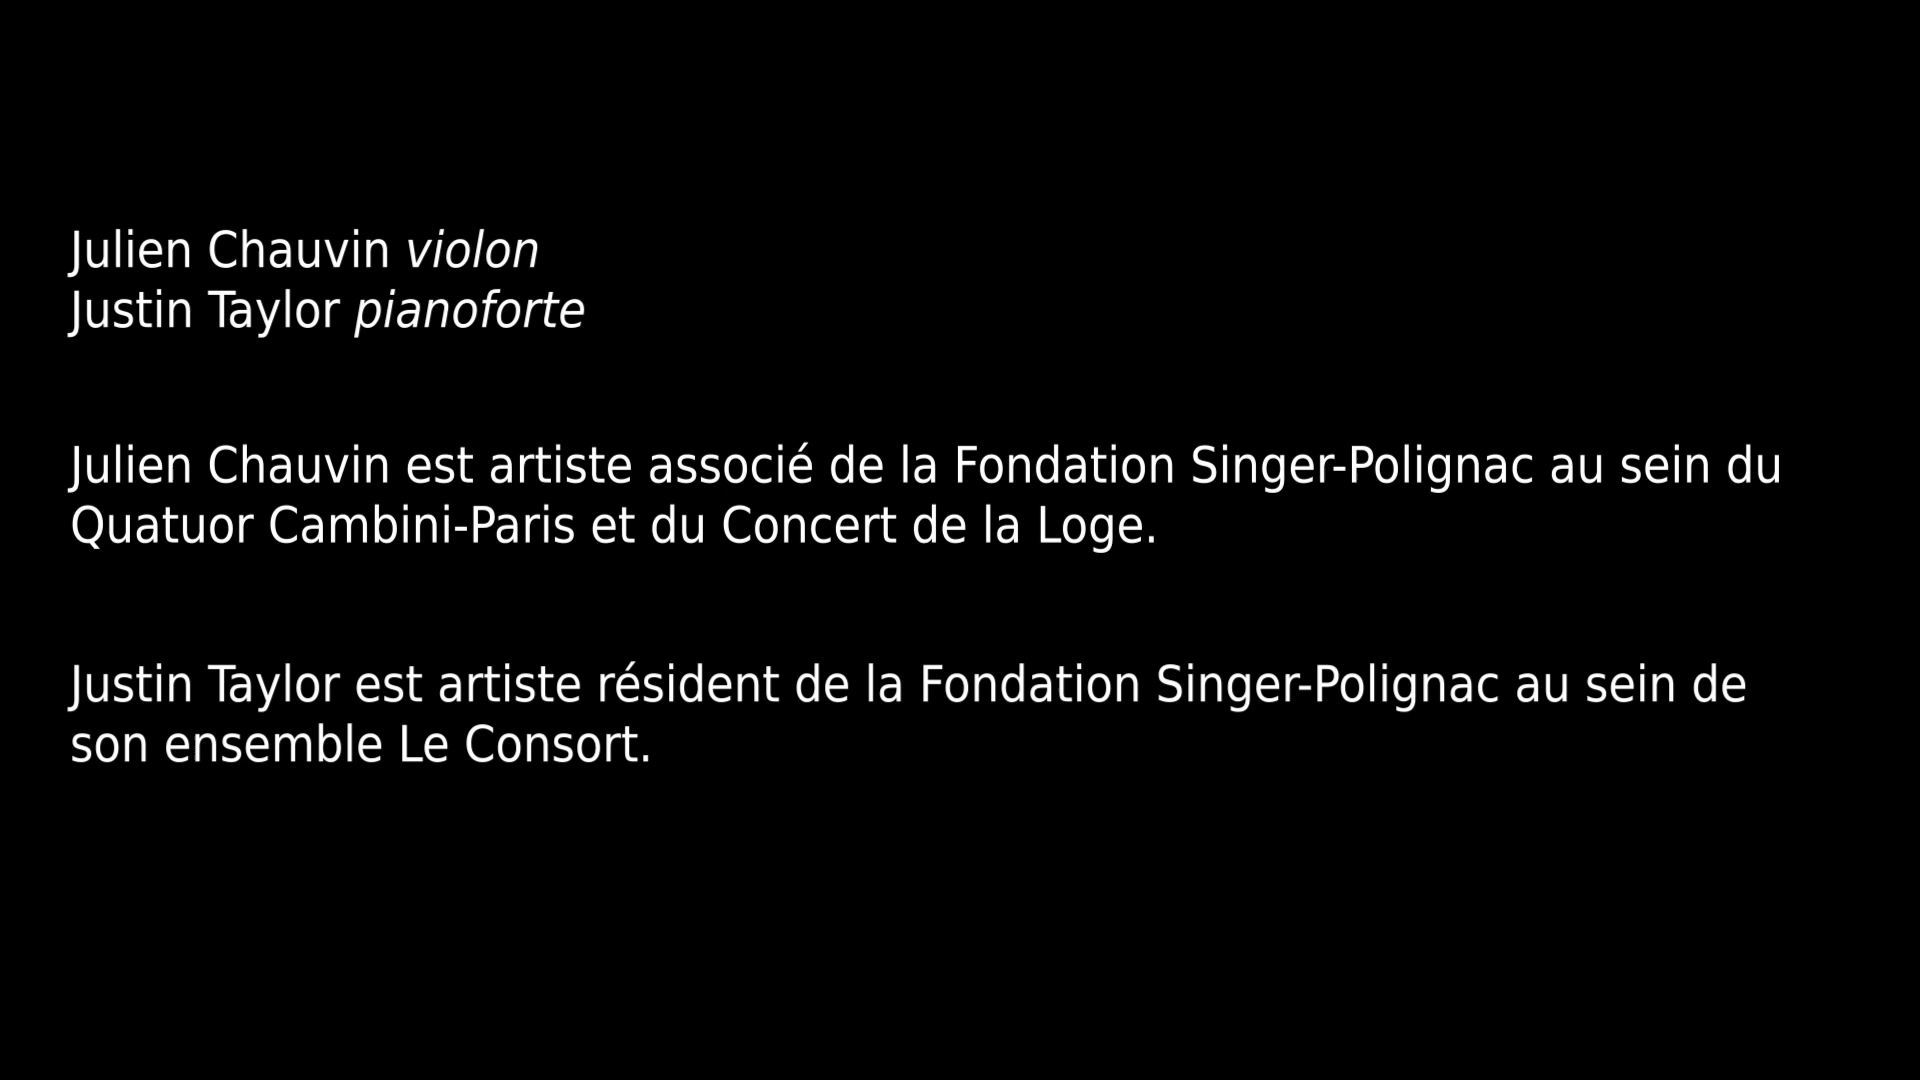 Julien Chauvin violon
Justin Taylor pianoforte
Julien Chauvin est artiste associé de la Fondation Singer-Polignac au sein du
Quatuor Cambini-Paris et du Concert de la Loge.
Justin Taylor est artiste résident de la Fondation Singer-Polignac au sein de
son ensemble Le Consort.